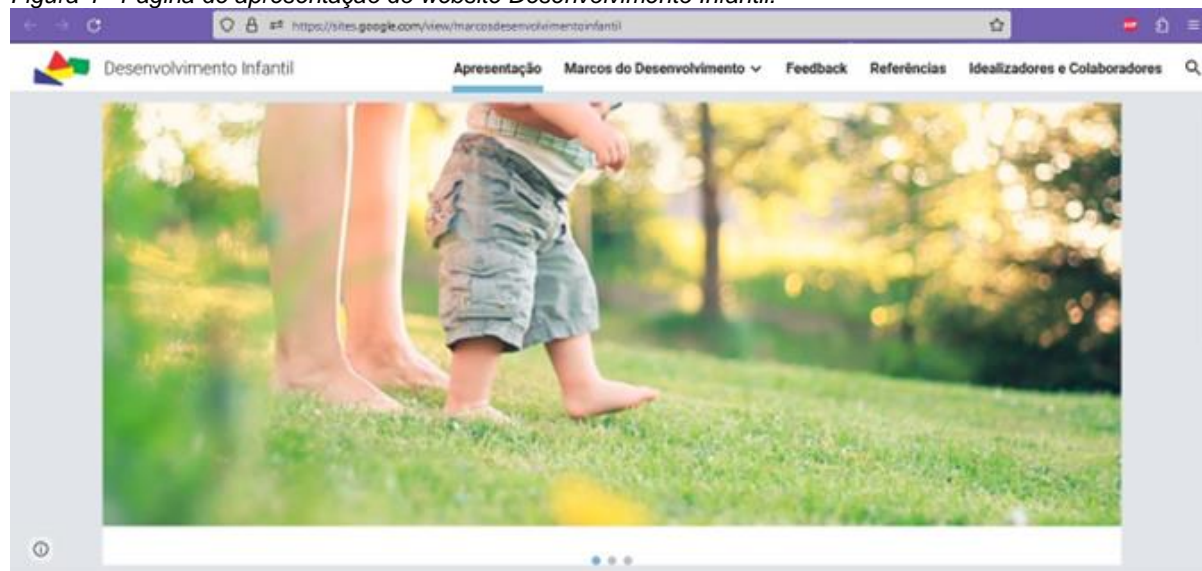 Figura 1- Página de apresentação do website Desenvolvimento Infantil.
https://sites.google.com/view/marcosdesenvolvimentoinfantil
Desenvolvimento Infantil Apresentação Marcos do Desenvolvimento Feedback Referências Idealizadores e Colaboradores